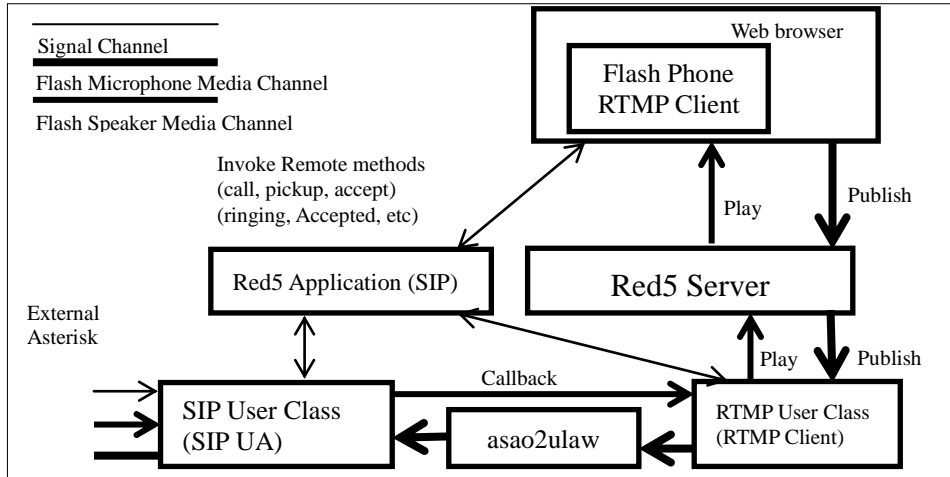 Signal Channel
Flash Microphone Media Channel
Flash Speaker Media Channel
Web browser
Flash Phone
RTMP Client
Invoke Remote methods
(call, pickup, accept)
(ringing, Accepted, etc)
Play
Publish
Red5 Application (SIP)
Red5 Server
External
Asterisk
Play
Publish
Callback
SIP User Class
(SIP UA)
asao2ulaw
RTMP User Class
(RTMP Client)